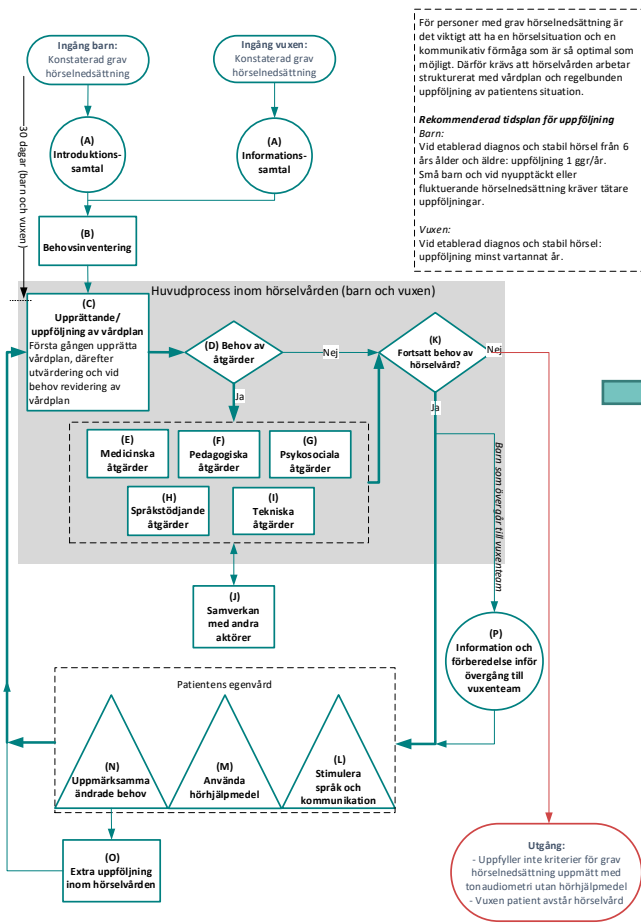 Ingång barn:
Konstaterad grav
hörselnedsättning
Ingång vuxen:
Konstaterad grav
hörselnedsättning
För personer med grav hörselnedsättning är
det viktigt att ha en hörselsituation och en
kommunikativ förmåga som är så optimal som
möjligt. Därför krävs att hörselvården arbetar
strukturerat med vårdplan och regelbunden
uppföljning av patientens situation.
Rekommenderad tidsplan för uppföljning
Barn:
Vid etablerad diagnos och stabil hörsel från 6
års ålder och äldre: uppföljning 1 ggr/år.
Små barn och vid nyupptäckt eller
fluktuerande hörselnedsättning kräver tätare
uppföljningar.
Vuxen:
Vid etablerad diagnos och stabil hörsel:
uppföljning minst vartannat år.
30 dagar (barn och vuxen)
(A)
Introduktions-
samtal
(A)
Informations-
samtal
(B)
Behovsinventering
Huvudprocess inom hörselvården (barn och vuxen)
(C)
Upprättande/
uppföljning av vårdplan
Första gången upprätta
vårdplan, därefter
utvärdering och vid
behov revidering av
vårdplan
(D) Behov av
åtgärder
Nej
Ja
(K)
Fortsatt behov av
hörselvård?
Nej
Ja
(E)
Medicinska
åtgärder
(F)
Pedagogiska
åtgärder
(G)
Psykosociala
åtgärder
(H)
Språkstödjande
åtgärder
(I)
Tekniska
åtgärder
Barn som övergår till vuxenteam
(J)
Samverkan
med andra
aktörer
(P)
Information och
förberedelse inför
övergång till
vuxenteam
Patientens egenvård
(N)
Uppmärksamma
ändrade behov
(M)
Använda
hörhjälpmedel
(L)
Stimulera
språk och
kommunikation
(O)
Extra uppföljning
inom hörselvården
Utgång:
- Uppfyller inte kriterier för grav
hörselnedsättning uppmätt med
tonaudiometri utan hörhjälpmedel
- Vuxen patient avstår hörselvård